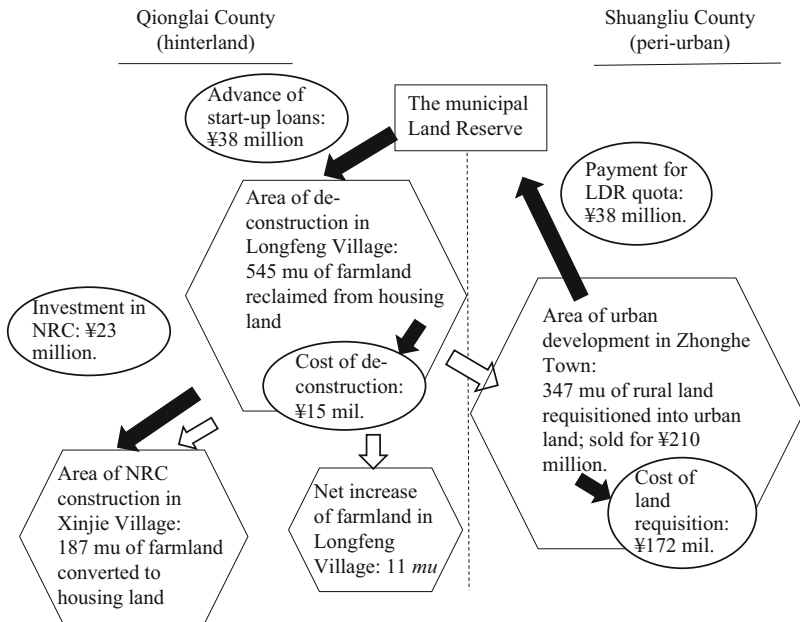 Qionglai County
(hinterland)
Shuangliu County
(peri-urban)
Advance of
start-up loans:
¥38 million
The municipal
Land Reserve
Payment for
LDR quota:
¥38 million.
Area of de-
construction in
Longfeng Village:
545 mu of farmland
reclaimed from housing
land
Investment in
NRC: ¥23
million.
Cost of de-
construction:
¥15 mil.
Area of urban
development in Zhonghe
Town:
347 mu of rural land
requisitioned into urban
land; sold for ¥210
million.
Cost of
land
requisition:
¥172 mil.
Area of NRC
construction in
Xinjie Village:
187 mu of farmland
converted to
housing land
Net increase
of farmland in
Longfeng
Village: 11 mu